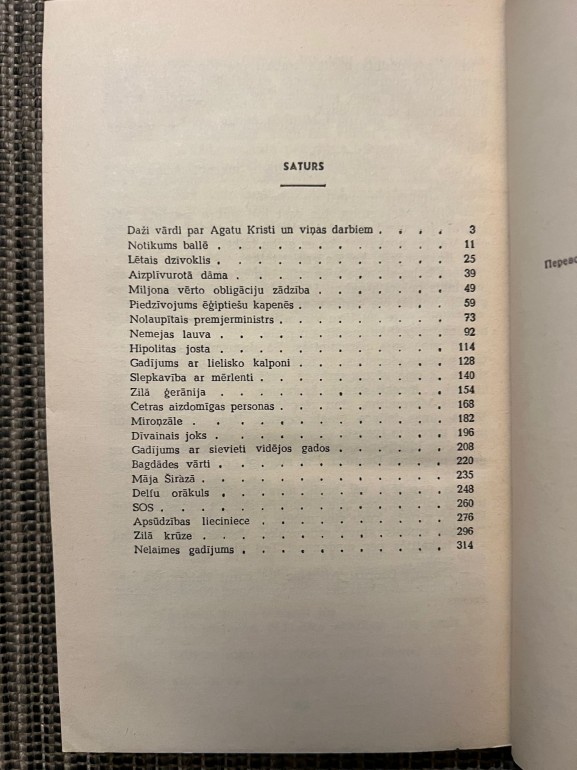 SATURS
Daži vārdi par Agatu Kristi un viņas darbiem . . . . 3
Notikums ballē . . . . . . . . . . . 11
Lētais dzīvoklis . . . . . . . . . . . 25
Aizplīvurotā dāma . . . . . . . . . . 39
Miljona vērto obligāciju zādzība . . . . . . . 49
Piedzīvojums ēģiptiešu kapenēs . . . . . . . 59
Nolaupītais premjerministrs . . . . . . . . 73
Nemejas lauva . . . . . . . . . . . 92
Hipolitas josta . . . . . . . . . . . 114
Gadījums ar lielisko kalponi . . . . . . . . 128
Slepkavība ar mērlenti . . . . . . . . . 140
Zilā ģerānija . . . . . . . . . . . 154
Četras aizdomīgas personas . . . . . . . . 168
Mironzāle . . . . . . . . . . . . 182
Dīvainais joks . . . . . . . . . . . 196
Gadījums ar sievieti vidējos gados . . . . . . 208
Bagdādes vārti . . . . . . . . . . . 220
Māja Šīrāzā . . . . . . . . . . . . 235
Delfu orākuls . . . . . . . . . . . 248
SOS . . . . . . . . . . . . . 260
Apsūdzības lieciniece . . . . . . . . . 276
Zilā krūze . . . . . . . . . . . . 296
Nelaimes gadījums . . . . . . . . . . 314